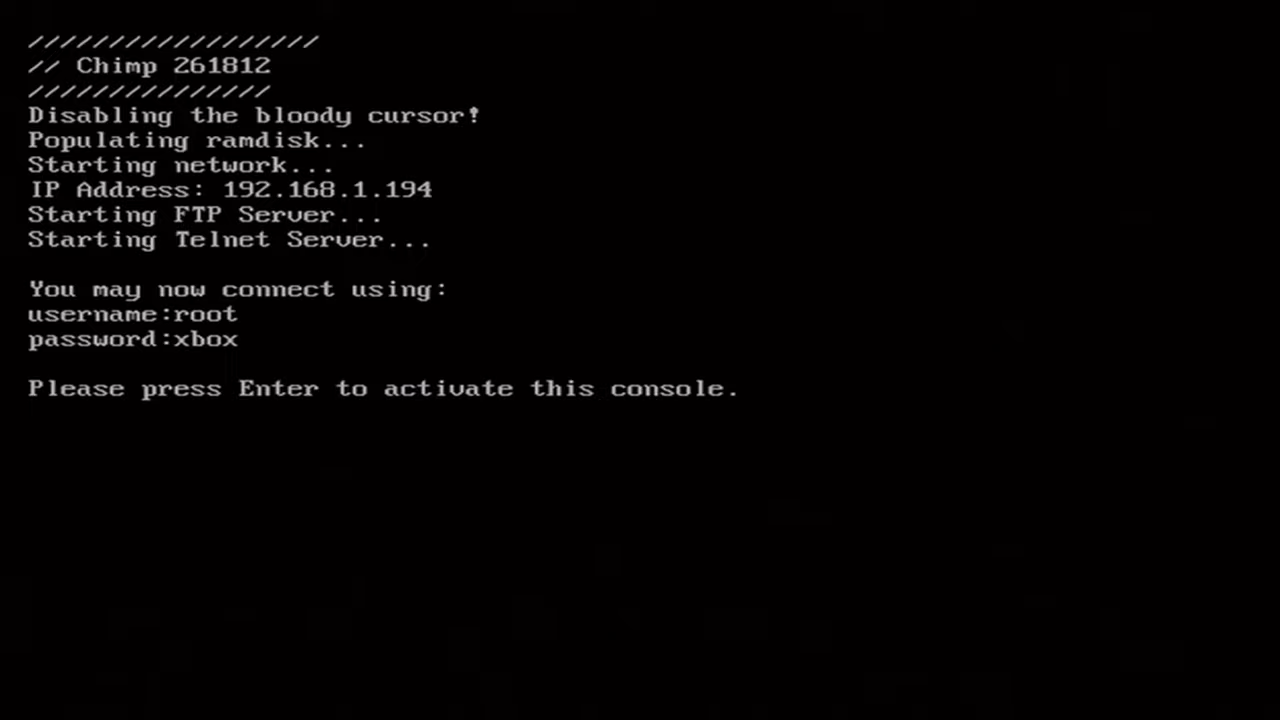 //////////////////
// Chimp 261812
///////////////
Disabling the bloody cursor!
Populating ramdisk...
Starting network...
IP Address: 192.168.1.194
Starting FTP Server...
Starting Telnet Server...
You may now connect using:
username:root
password:xbox
Please press Enter to activate this console.